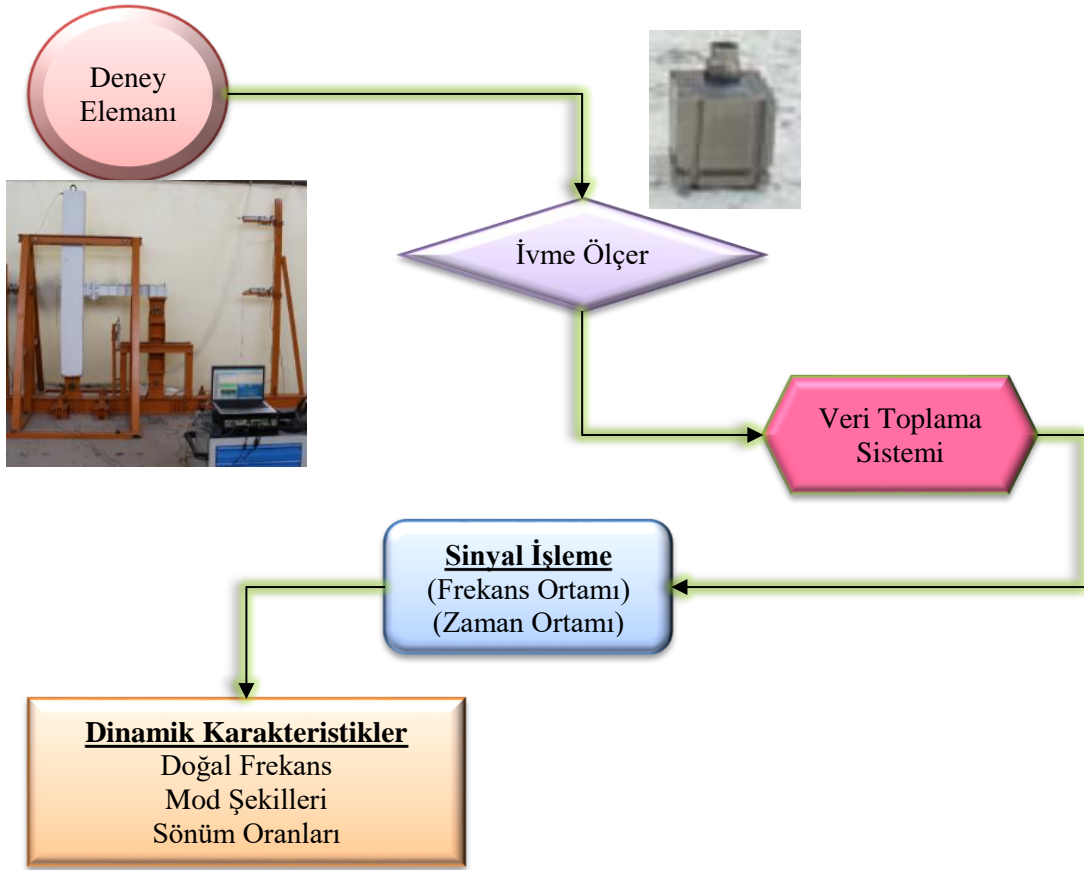 Deney
Elemanı
İvme Ölçer
Veri Toplama
Sistemi
Sinyal İşleme
(Frekans Ortamı)
(Zaman Ortamı)
Dinamik Karakteristikler
Doğal Frekans
Mod Şekilleri
Sönüm Oranları